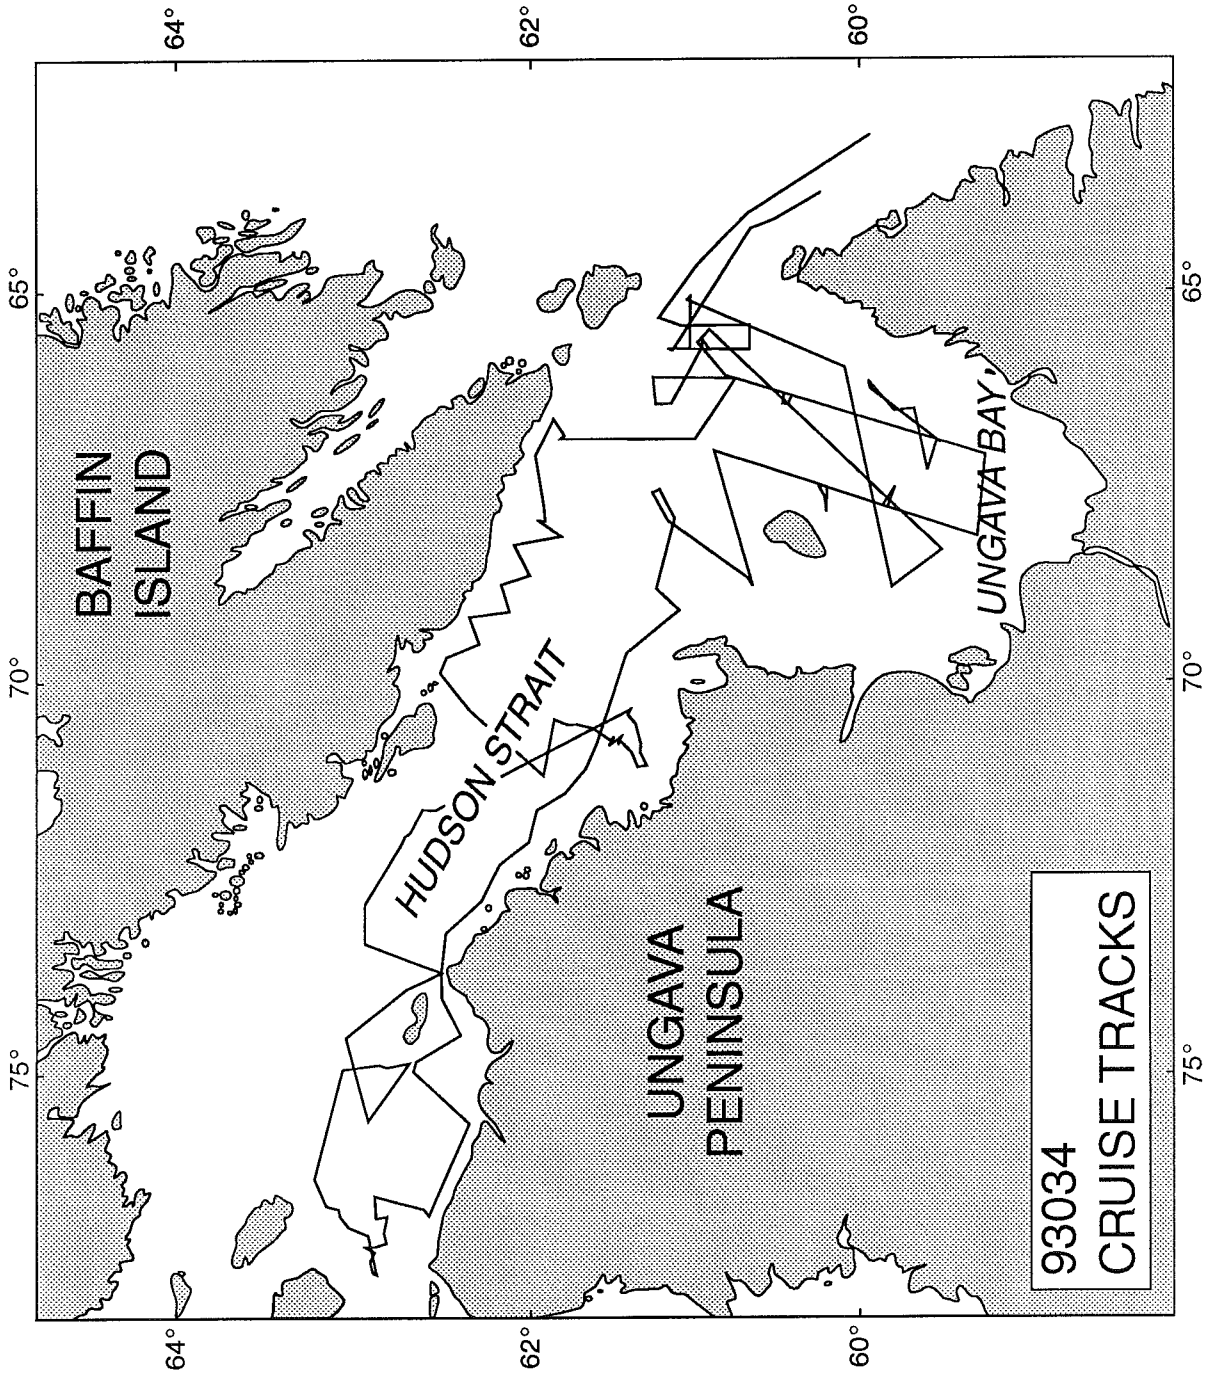 75°
70°
65°
64°
64°
BAFFIN
ISLAND
62°
62°
HUDSON STRAIT
UNGAVA
PENINSULA
60°
60°
UNGAVA BAY
93034
CRUISE TRACKS
75°
70°
65°